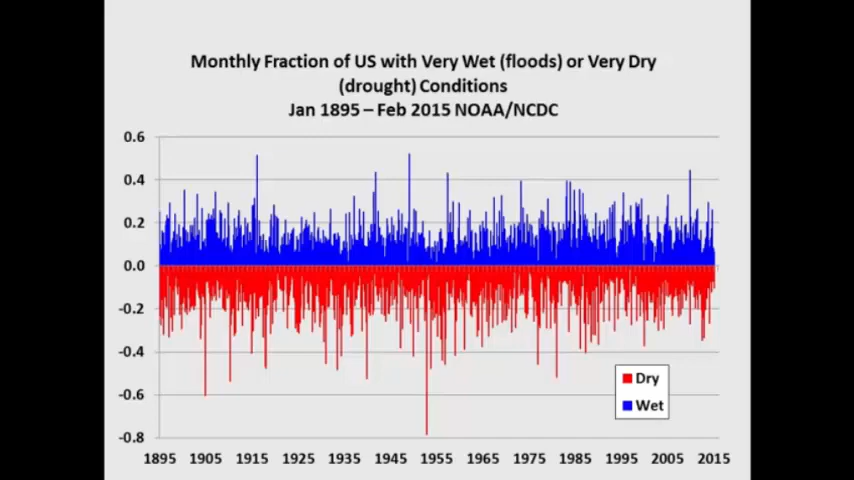 Monthly Fraction of US with Very Wet (floods) or Very Dry
(drought) Conditions
Jan 1895 – Feb 2015 NOAA/NCDC
0.6
0.4
0.2
0.0
-0.2
-0.4
-0.6
-0.8
Dry
Wet
1895 1905 1915 1925 1935 1945 1955 1965 1975 1985 1995 2005 2015